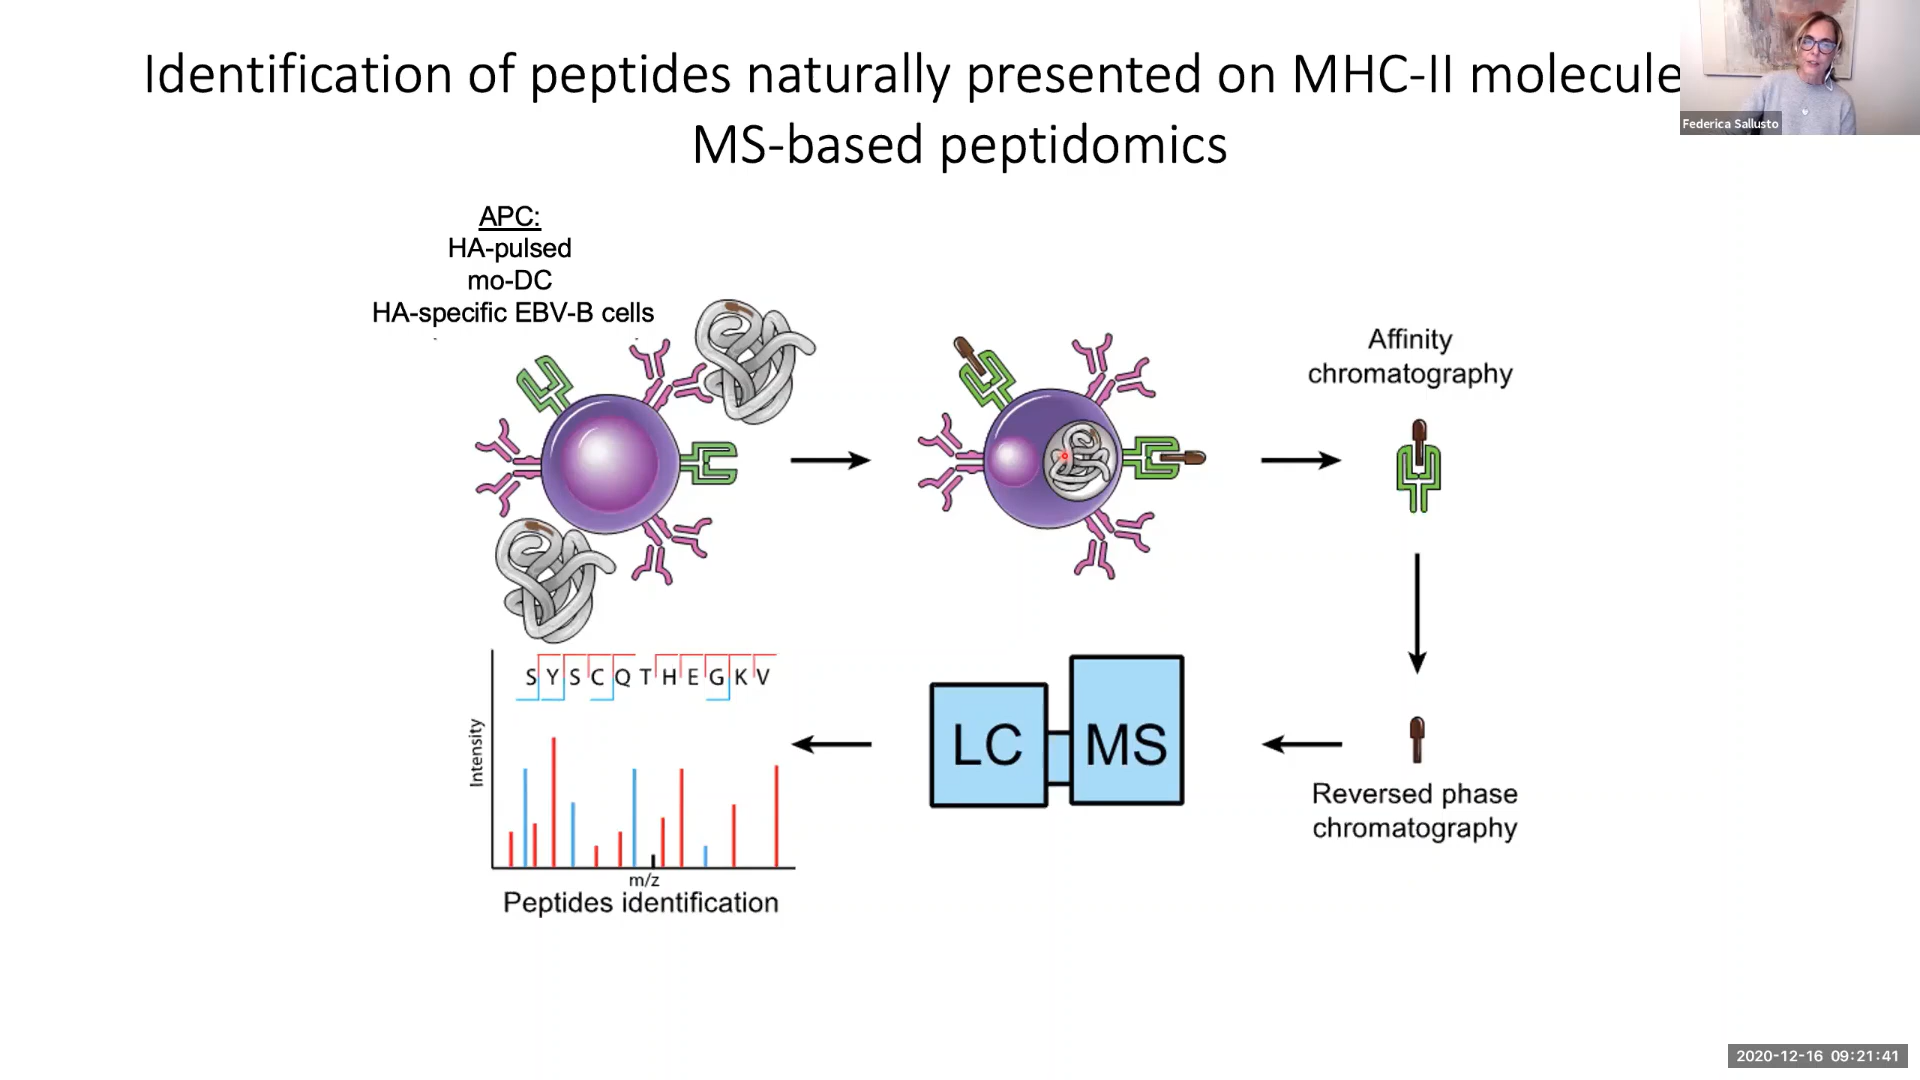 Identification of peptides naturally presented on MHC-II molecule
MS-based peptidomics
Federica Sallusto
APC:
HA-pulsed
mo-DC
HA-specific EBV-B cells
Affinity
chromatography
SYSCQTHEGKV
Intensity
m/z
Peptides identification
LC MS
Reversed phase
chromatography
2020-12-16 09:21:41